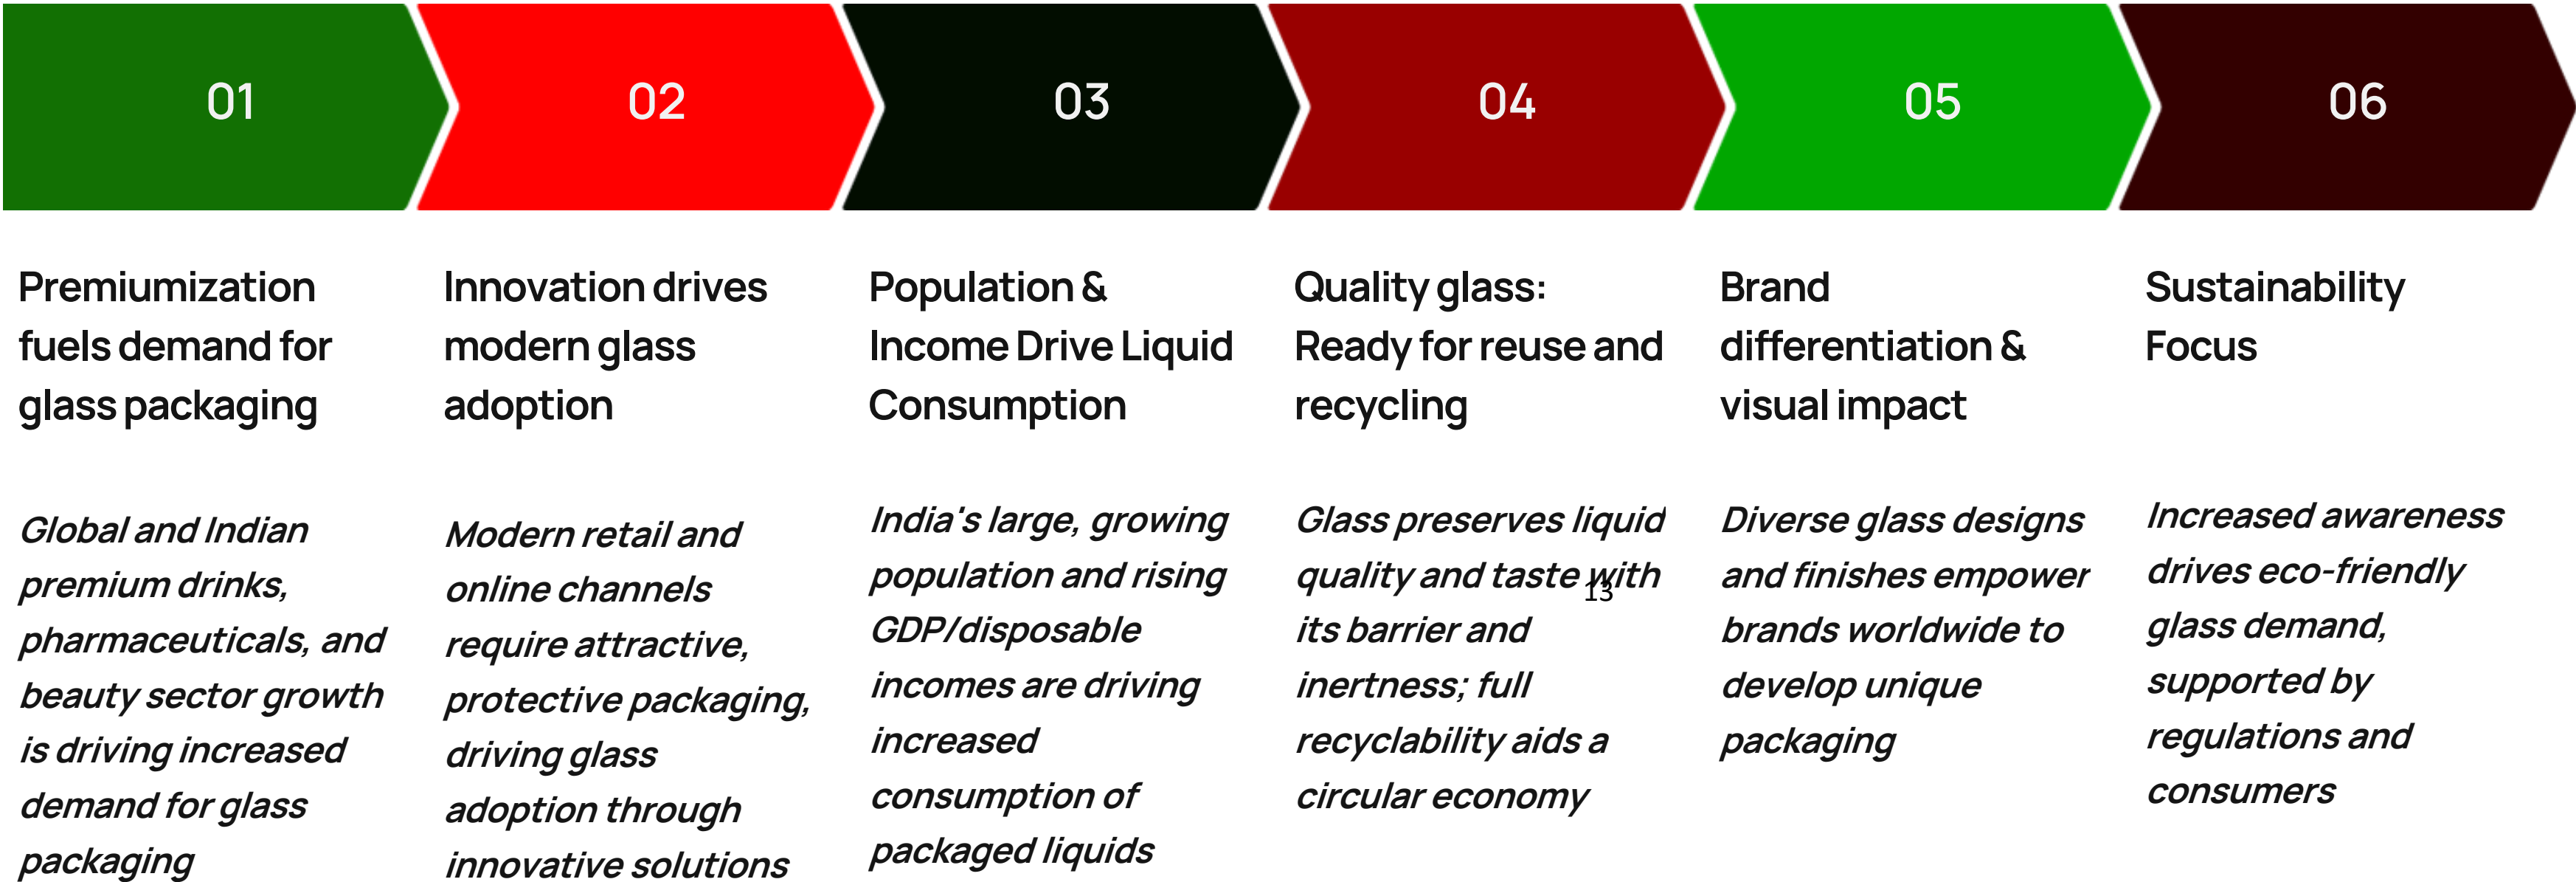 01
02
03
04
05
06
Premiumization
fuels demand for
glass packaging
Innovation drives
modern glass
adoption
Population &
Income Drive Liquid
Consumption
Quality glass:
Ready for reuse and
recycling
Brand
differentiation &
visual impact
Sustainability
Focus
Global and Indian
premium drinks,
pharmaceuticals, and
beauty sector growth
is driving increased
demand for glass
packaging
Modern retail and
online channels
require attractive,
protective packaging,
driving glass
adoption through
innovative solutions
India's large, growing
population and rising
GDP/disposable
incomes are driving
increased
consumption of
packaged liquids
Glass preserves liquid
quality and taste with
13
its barrier and
inertness; full
recyclability aids a
circular economy
Diverse glass designs
and finishes empower
brands worldwide to
develop unique
packaging
Increased awareness
drives eco-friendly
glass demand,
supported by
regulations and
consumers